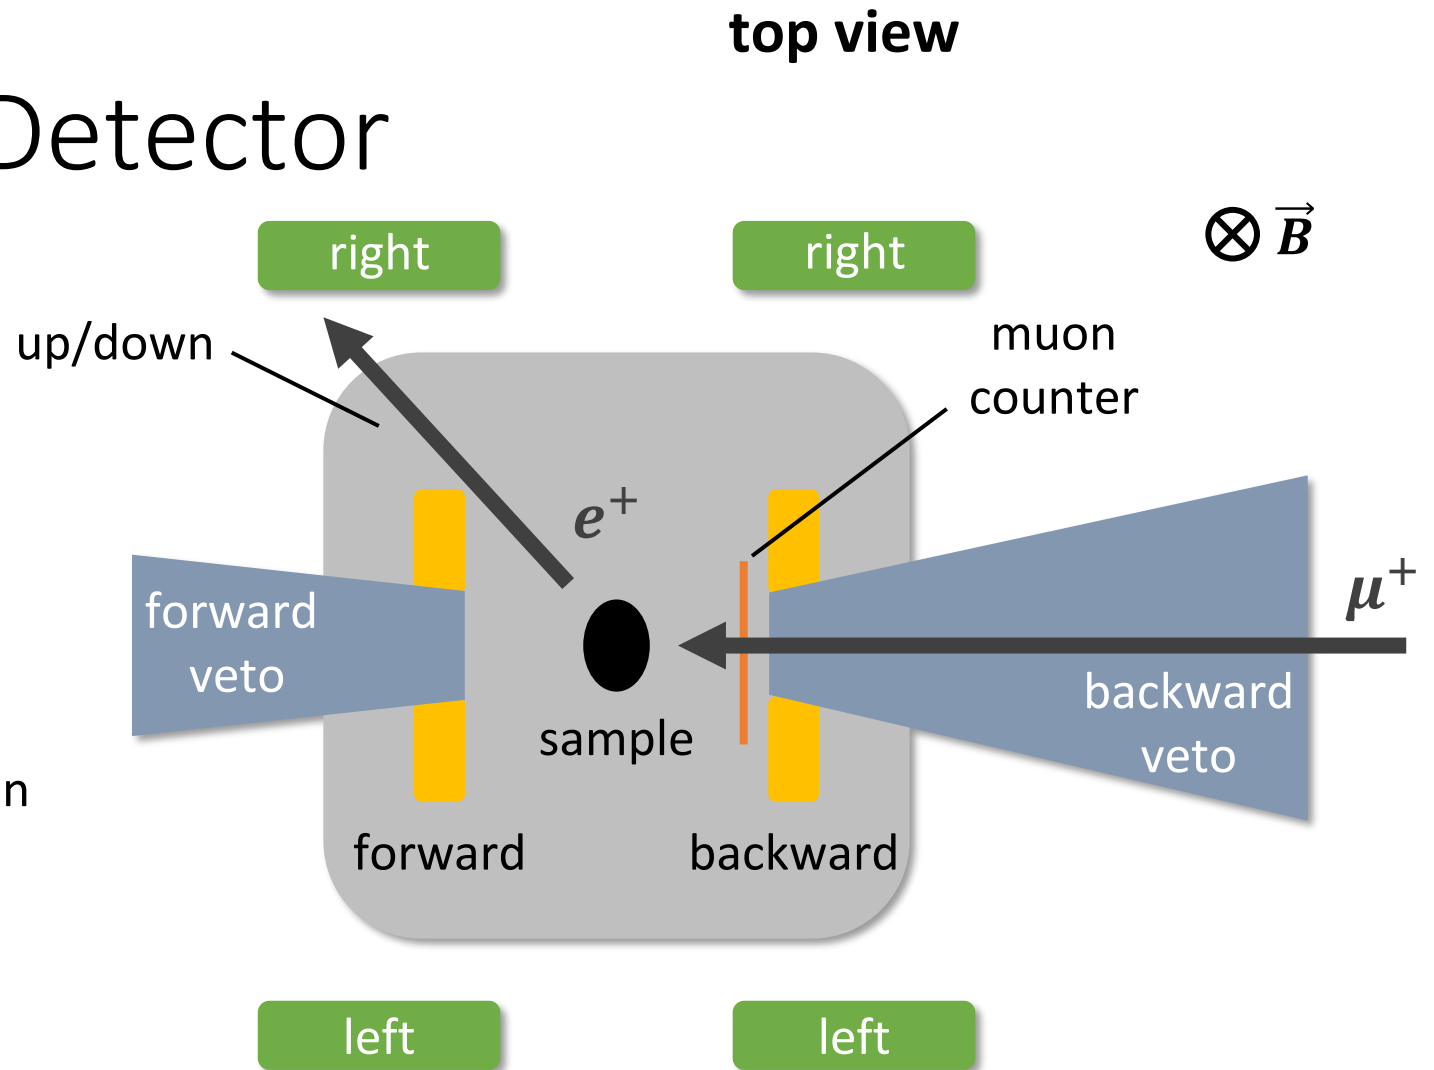 top view
Detector
right
right
B
up/down
muon
counter
e+
μ+
forward
veto
backward
veto
sample
n
forward
backward
left
left